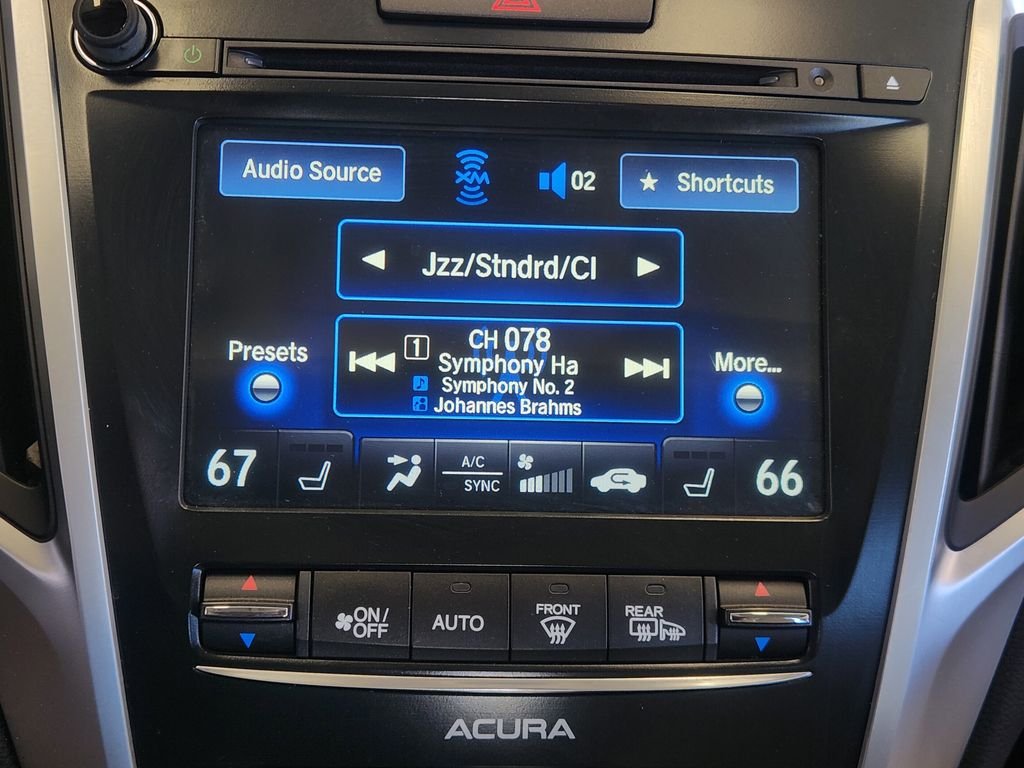 Audio Source
XM
02
★ Shortcuts
Jzz/Stndrd/Cl
Presets
1
CH 078
Symphony Ha
Symphony No. 2
Johannes Brahms
More...
67
A/C
SYNC
66
ON/
OFF
AUTO
FRONT
REAR
ACURA